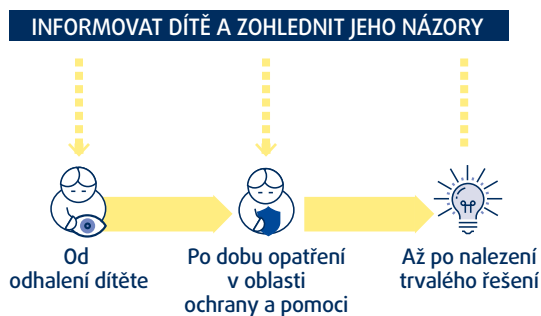 INFORMOVAT DÍTĚ A ZOHLEDNIT JEHO NÁZORY
Od
odhalení dítěte
Po dobu opatření
v oblasti
ochrany a pomoci
Až po nalezení
trvalého řešení